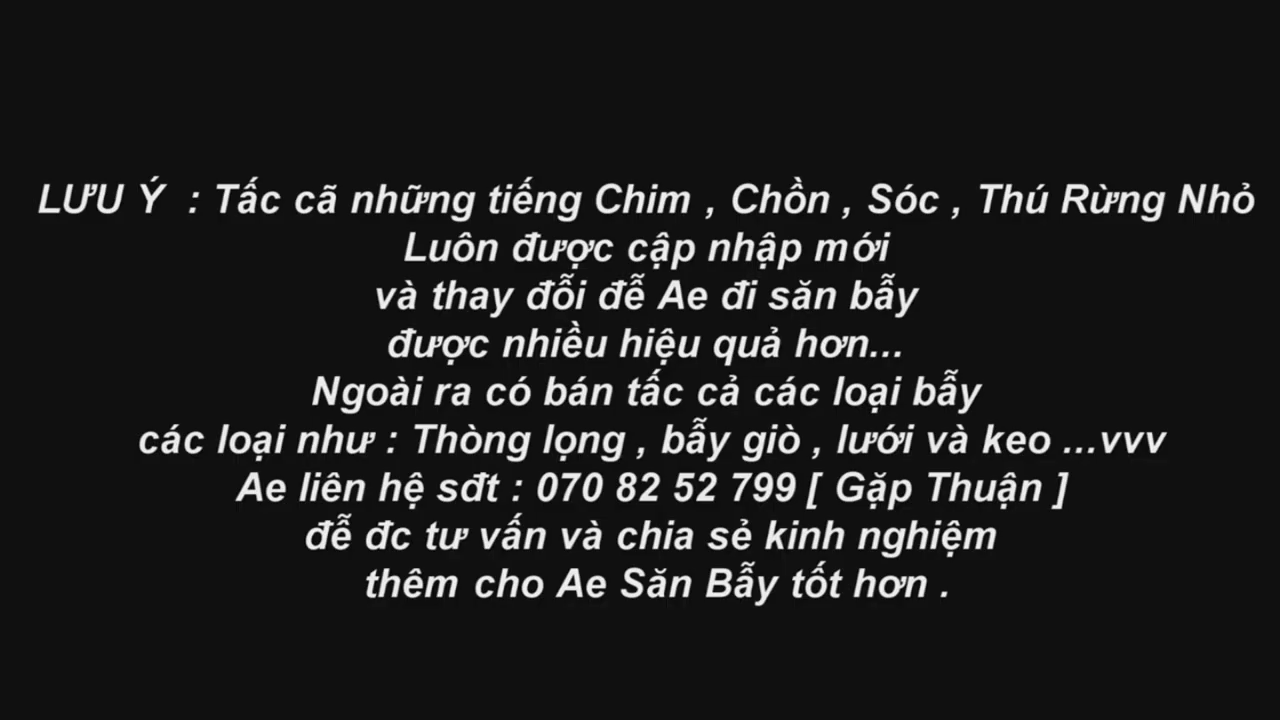 LƯU Ý : Tấc cã những tiếng Chim , Chồn , Sóc , Thú Rừng Nhỏ
Luôn được cập nhập mới
và thay đỗi đễ Ae đi săn bẫy
được nhiều hiệu quả hơn...
Ngoài ra có bán tấc cả các loại bẫy
các loại như : Thòng lọng , bẫy giò , lưới và keo ...vvv
Ae liên hệ sđt : 070 82 52 799 [ Gặp Thuận ]
đễ đc tư vấn và chia sẻ kinh nghiệm
thêm cho Ae Săn Bẫy tốt hơn .